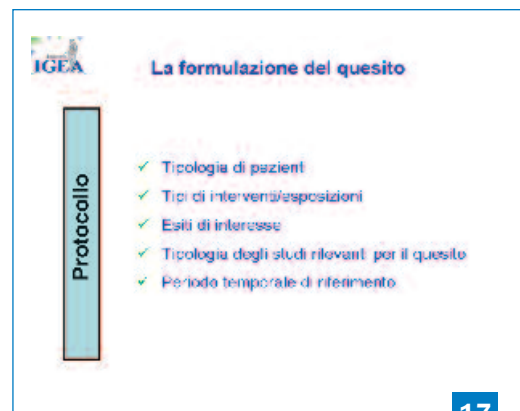 IGEA
La formulazione del quesito
Protocollo
✓ Tipologia di pazienti
✓ Tipi di interventi/esposizioni
✓ Esiti di interesse
✓ Tipologia degli studi rilevanti per il quesito
✓ Periodo temporale di riferimento
17